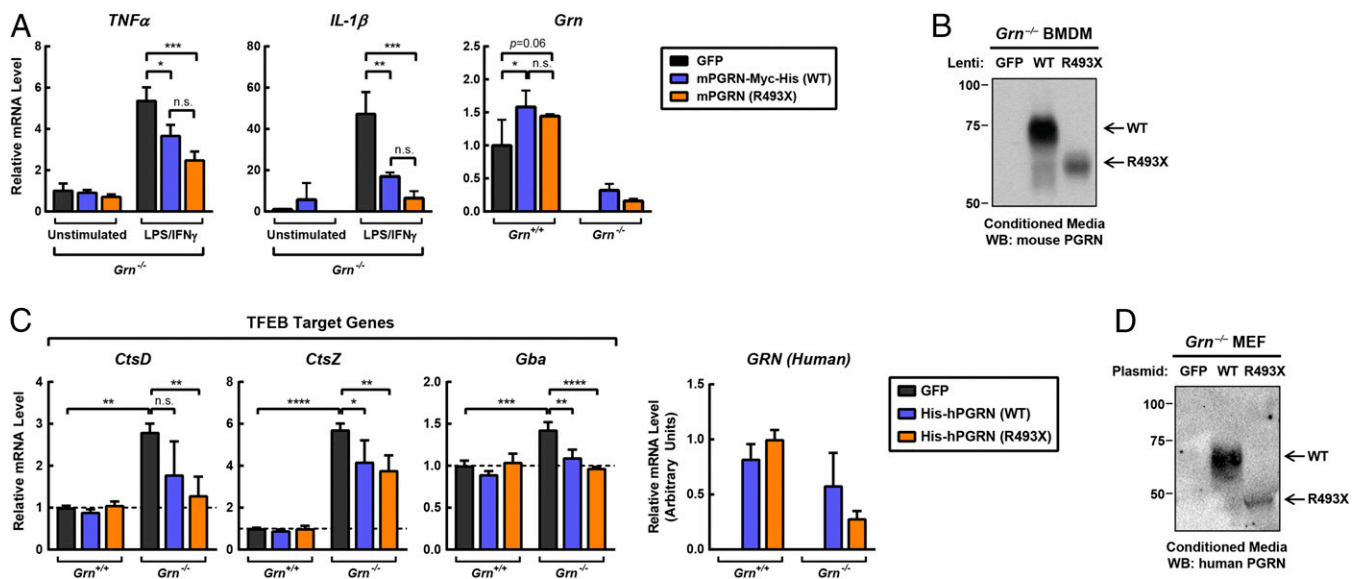 A
TNFα
IL-1β
Grn
Relative mRNA Level
8
6
4
2
0
***
*
n.s.
Unstimulated
LPS/IFNγ
Grn-/-
80
60
40
20
0
***
**
n.s.
Unstimulated
LPS/IFNγ
Grn-/-
2.5
2.0
1.5
1.0
0.5
0.0
p=0.06
*
n.s.
Grn+/+
Grn-/-
GFP
mPGRN-Myc-His (WT)
mPGRN (R493X)
B
Grn–/– BMDM
Lenti: GFP WT R493X
100–
75–
50–
WT
R493X
Conditioned Media
WB: mouse PGRN
C
TFEB Target Genes
CtsD
CtsZ
Gba
GRN (Human)
Relative mRNA Level
4
3
2
1
0
**
**
n.s.
Grn+/+
Grn-/-
8
6
4
2
0
****
**
*
Grn+/+
Grn-/-
2.0
1.5
1.0
0.5
0.0
***
****
**
Grn+/+
Grn-/-
Relative mRNA Level
(Arbitrary Units)
1.5
1.0
0.5
0.0
Grn+/+
Grn-/-
GFP
His-hPGRN (WT)
His-hPGRN (R493X)
D
Grn–/– MEF
Plasmid: GFP WT R493X
100–
75–
50–
WT
R493X
Conditioned Media
WB: human PGRN